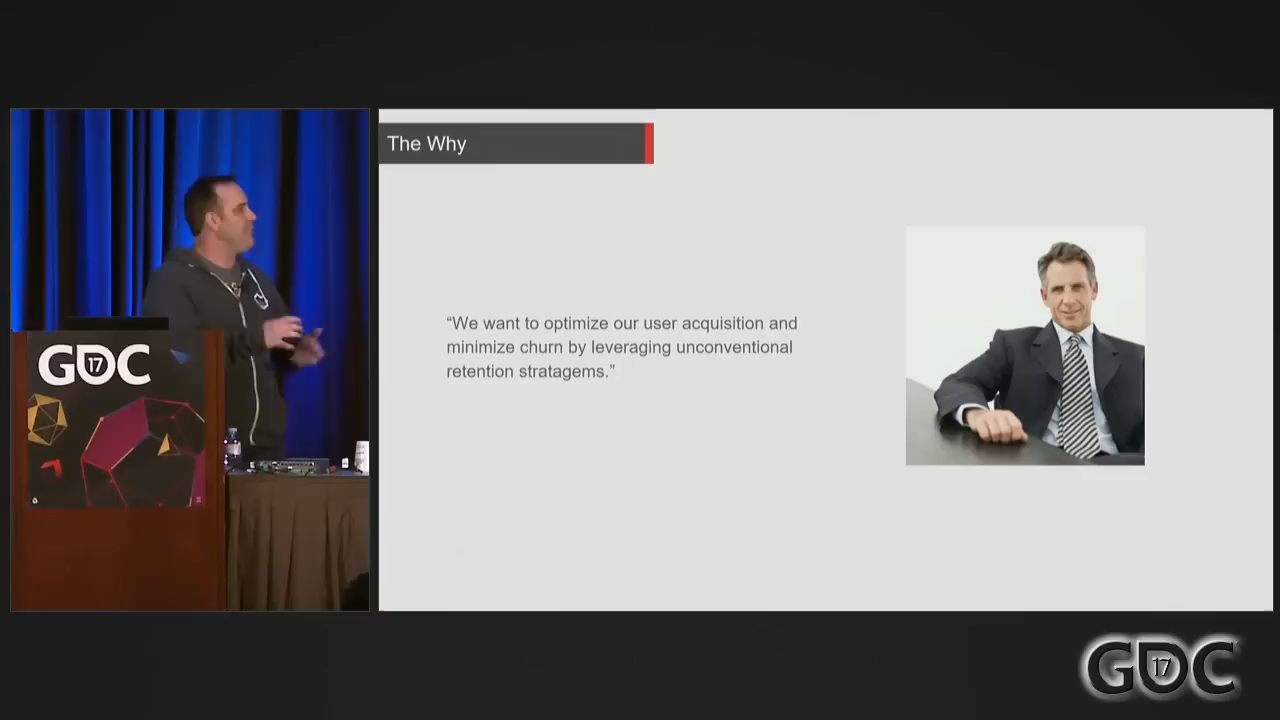 The Why
“We want to optimize our user acquisition and
minimize churn by leveraging unconventional
retention stratagems.”
GDC
17
GDC
17